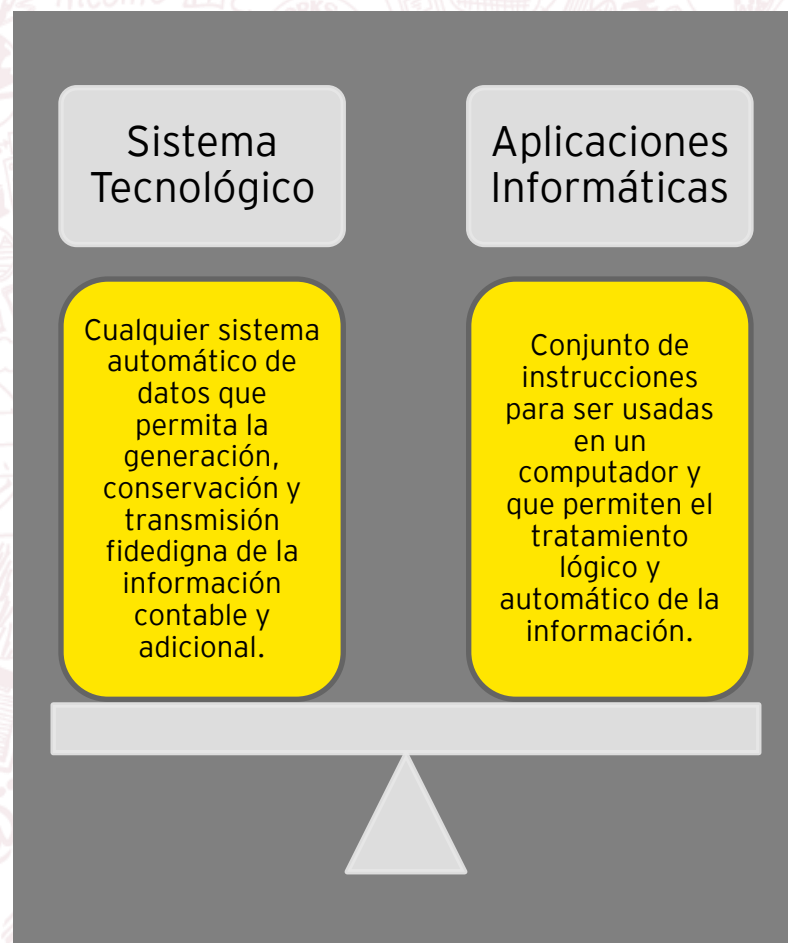 Sistema
Tecnológico
Cualquier sistema
automático de
datos que
permita la
generación,
conservación y
transmisión
fidedigna de la
información
contable y
adicional.
Aplicaciones
Informáticas
Conjunto de
instrucciones
para ser usadas
en un
computador y
que permiten el
tratamiento
lógico y
automático de la
información.